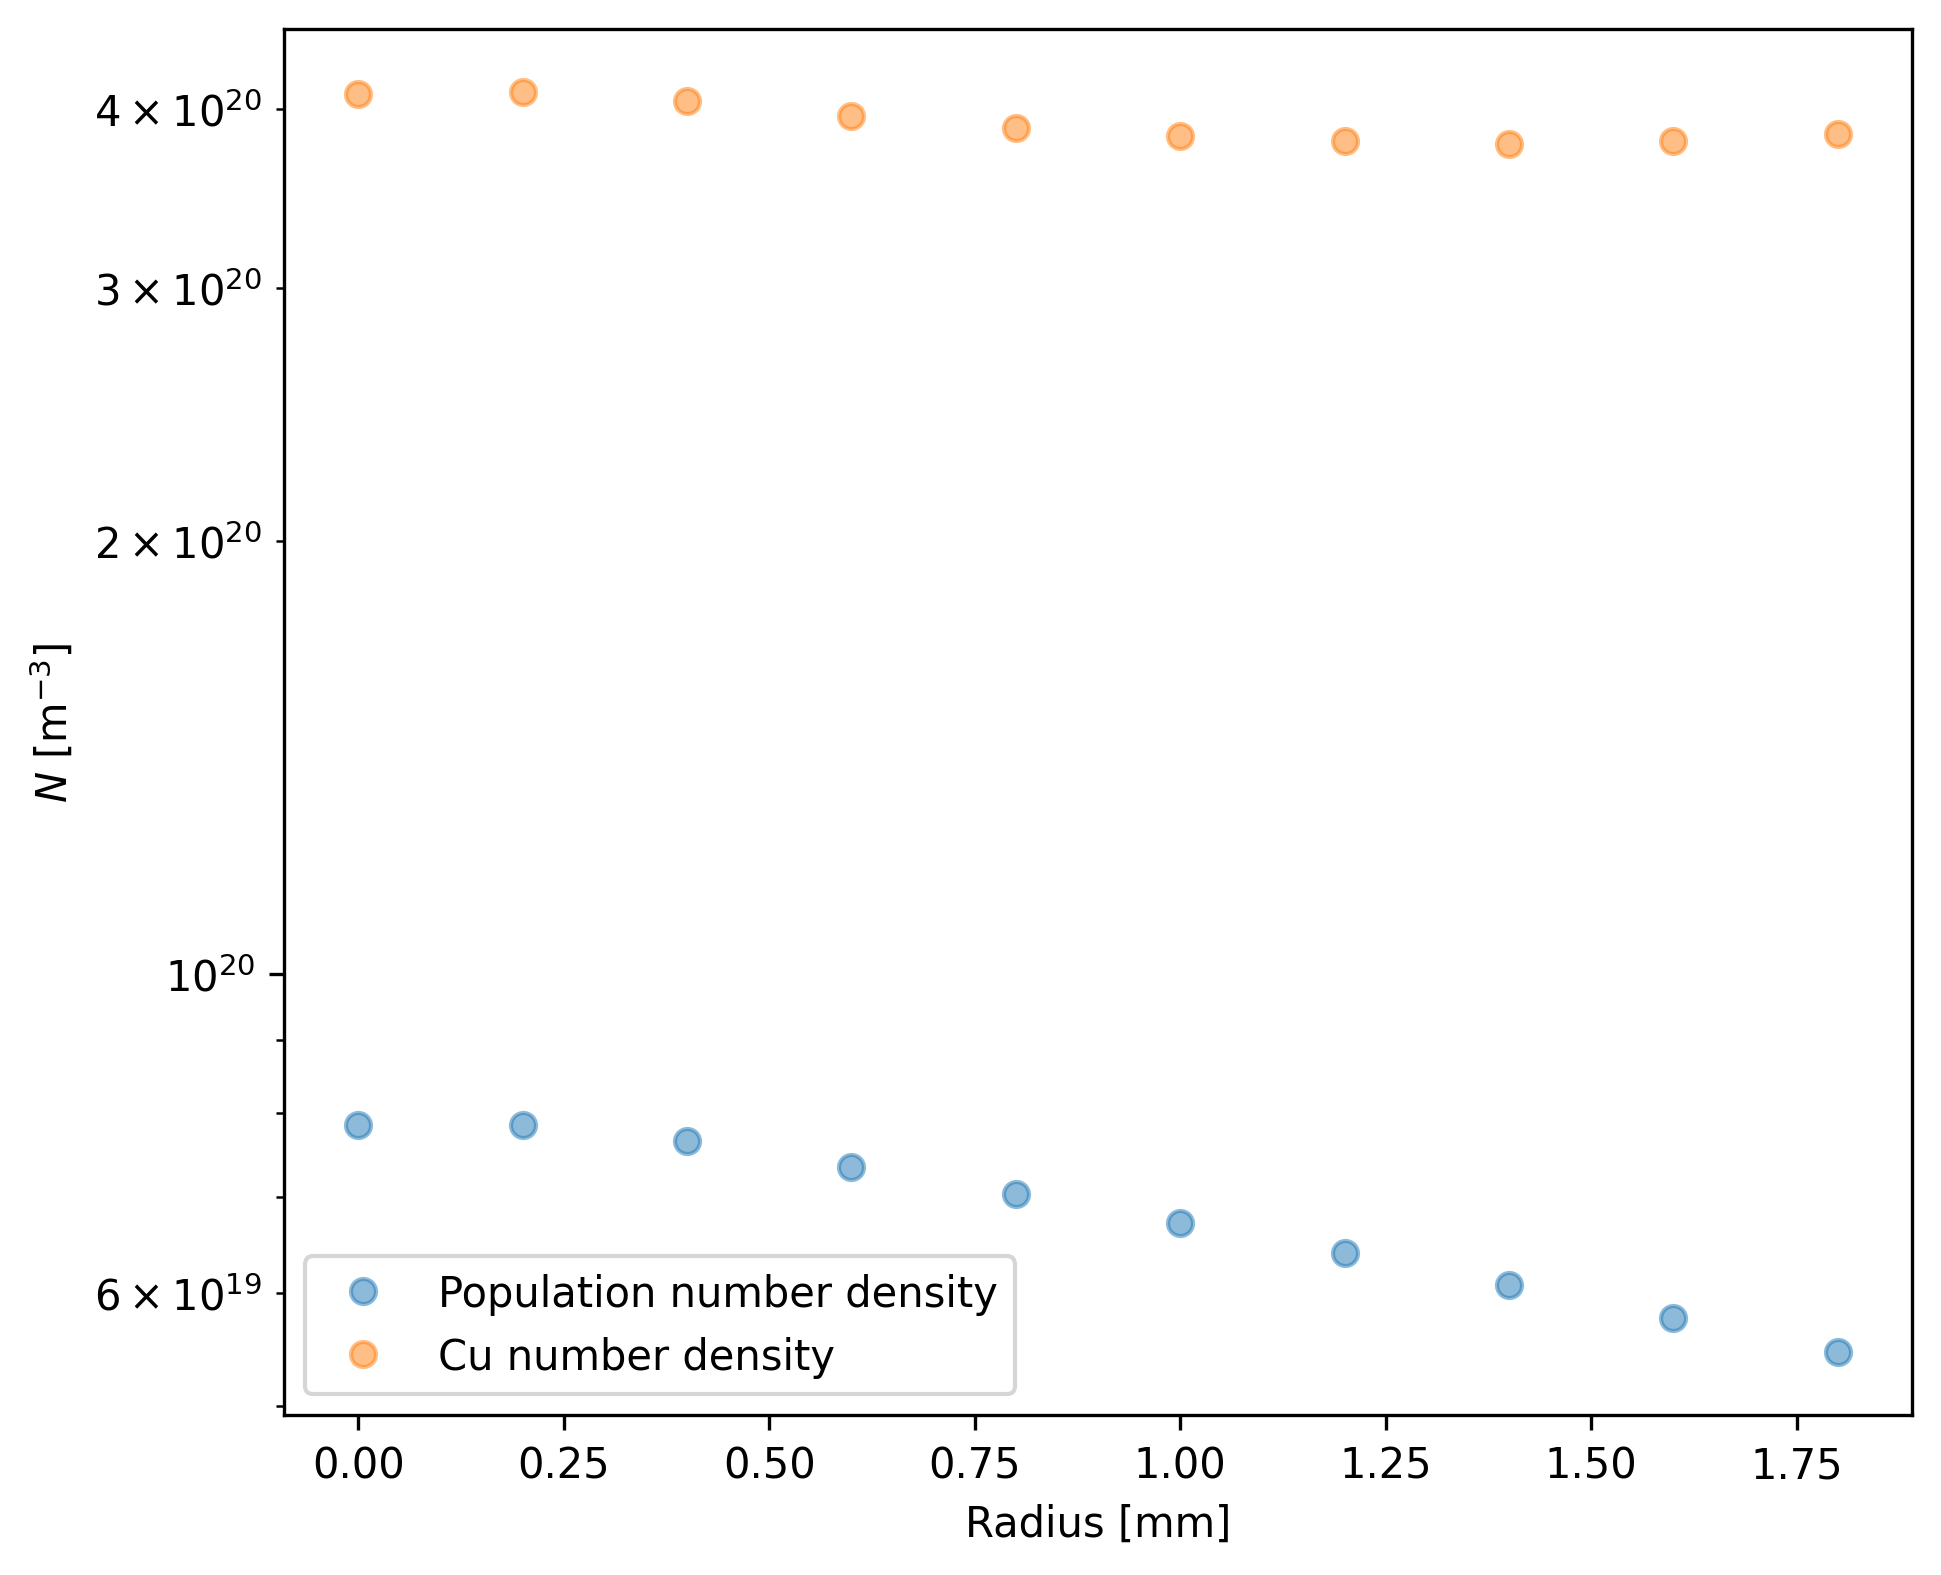 4 × 10²⁰
3 × 10²⁰
2 × 10²⁰
10²⁰
6 × 10¹⁹
N [m⁻³]
Population number density
Cu number density
0.00 0.25 0.50 0.75 1.00 1.25 1.50 1.75
Radius [mm]